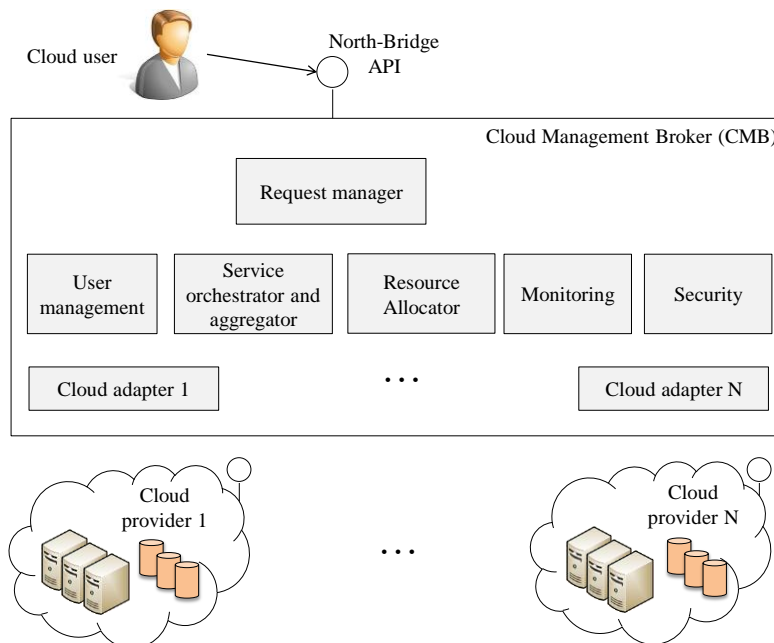 Cloud user
North-Bridge
API
Cloud Management Broker (CMB)
Request manager
User
management
Service
orchestrator and
aggregator
Resource
Allocator
Monitoring
Security
Cloud adapter 1
...
Cloud adapter N
Cloud
provider 1
...
Cloud
provider N